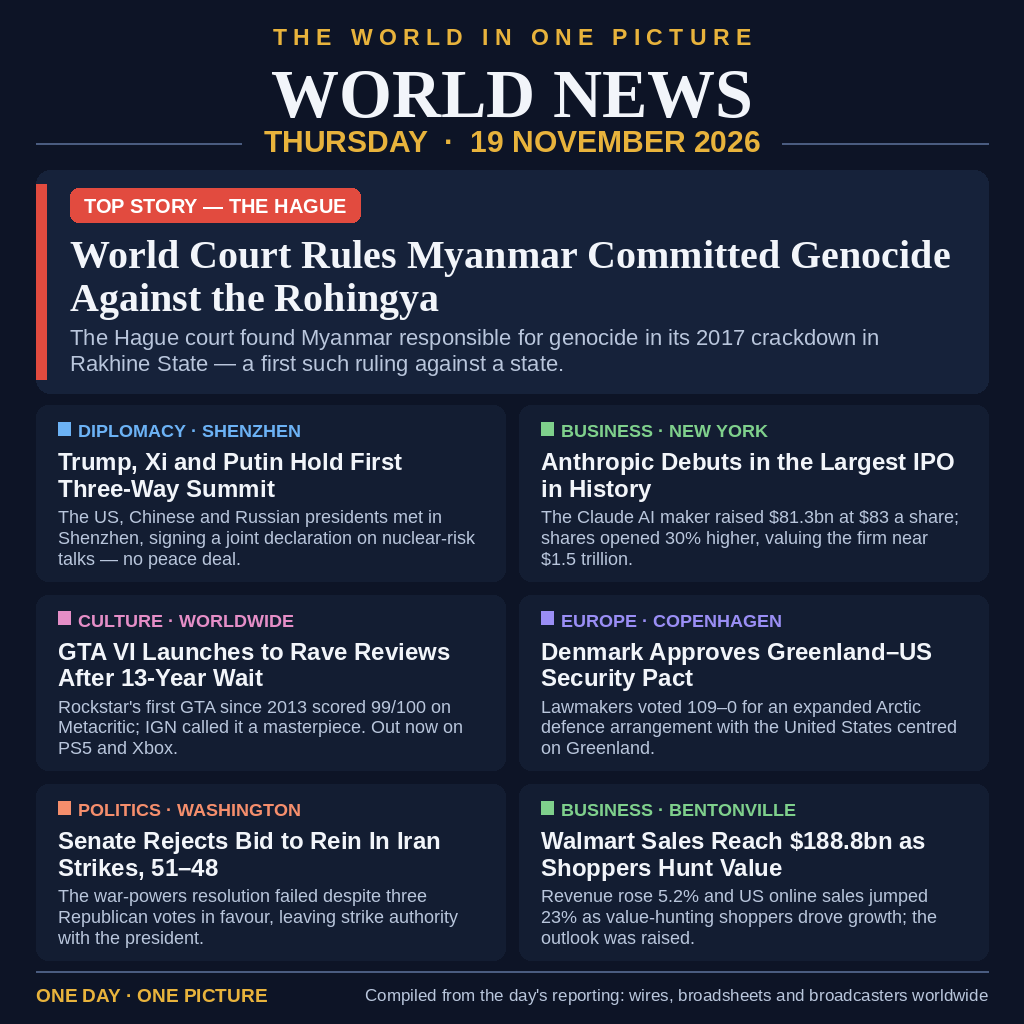 THE WORLD IN ONE PICTURE
WORLD NEWS
THURSDAY · 19 NOVEMBER 2026
TOP STORY — THE HAGUE
World Court Rules Myanmar Committed Genocide
Against the Rohingya
The Hague court found Myanmar responsible for genocide in its 2017 crackdown in
Rakhine State — a first such ruling against a state.
DIPLOMACY · SHENZHEN
Trump, Xi and Putin Hold First
Three-Way Summit
The US, Chinese and Russian presidents met in
Shenzhen, signing a joint declaration on nuclear-risk
talks — no peace deal.
BUSINESS · NEW YORK
Anthropic Debuts in the Largest IPO
in History
The Claude AI maker raised $81.3bn at $83 a share;
shares opened 30% higher, valuing the firm near
$1.5 trillion.
CULTURE · WORLDWIDE
GTA VI Launches to Rave Reviews
After 13-Year Wait
Rockstar's first GTA since 2013 scored 99/100 on
Metacritic; IGN called it a masterpiece. Out now on
PS5 and Xbox.
EUROPE · COPENHAGEN
Denmark Approves Greenland–US
Security Pact
Lawmakers voted 109–0 for an expanded Arctic
defence arrangement with the United States centred
on Greenland.
POLITICS · WASHINGTON
Senate Rejects Bid to Rein In Iran
Strikes, 51–48
The war-powers resolution failed despite three
Republican votes in favour, leaving strike authority
with the president.
BUSINESS · BENTONVILLE
Walmart Sales Reach $188.8bn as
Shoppers Hunt Value
Revenue rose 5.2% and US online sales jumped
23% as value-hunting shoppers drove growth; the
outlook was raised.
ONE DAY · ONE PICTURE
Compiled from the day's reporting: wires, broadsheets and broadcasters worldwide